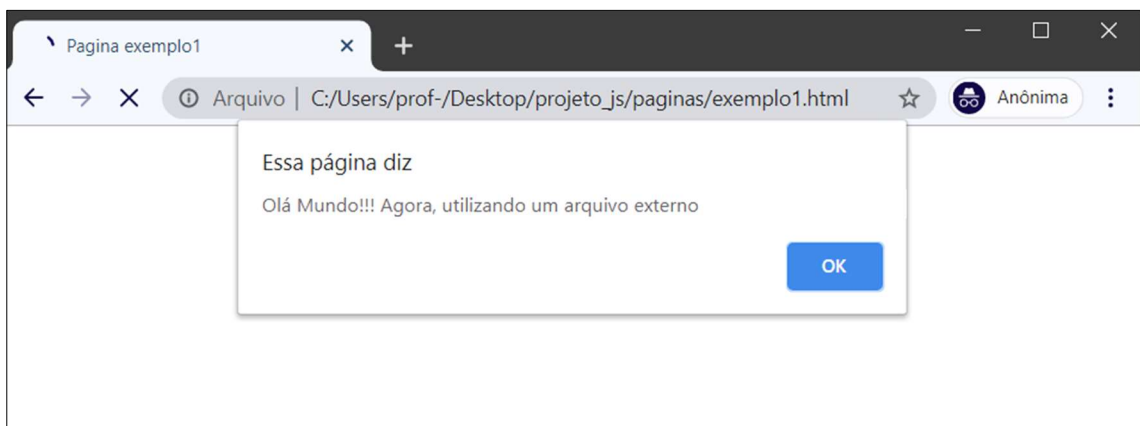 Pagina exemplo1
Arquivo | C:/Users/prof-/Desktop/projeto_js/paginas/exemplo1.html
Anônima
Essa página diz
Olá Mundo!!! Agora, utilizando um arquivo externo
OK